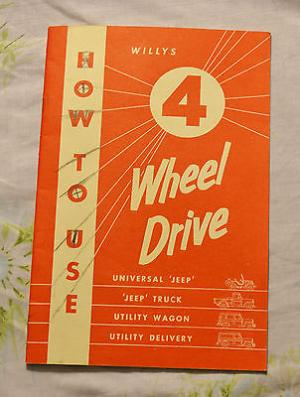 HOW TO USE
WILLYS
4
Wheel
Drive
UNIVERSAL 'JEEP'
'JEEP' TRUCK
UTILITY WAGON
UTILITY DELIVERY